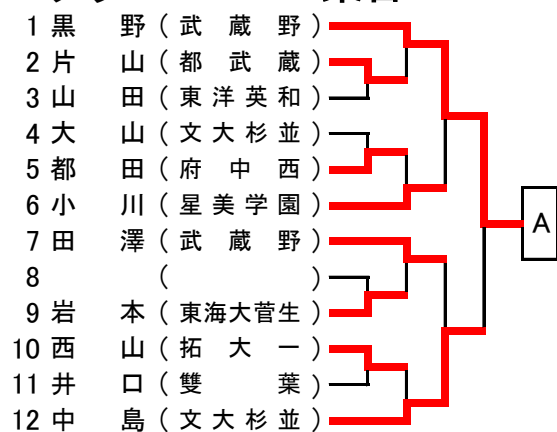 1 黒 野 ( 武 蔵 野 )
2 片 山 ( 都 武 蔵 )
3 山 田 ( 東 洋 英 和 )
4 大 山 ( 文 大 杉 並 )
5 都 田 ( 府 中 西 )
6 小 川 ( 星 美 学 園 )
7 田 澤 ( 武 蔵 野 )
8 ( )
9 岩 本 ( 東海大菅生 )
10 西 山 ( 拓 大 一 )
11 井 口 ( 雙 葉 )
12 中 島 ( 文 大 杉 並 )
A